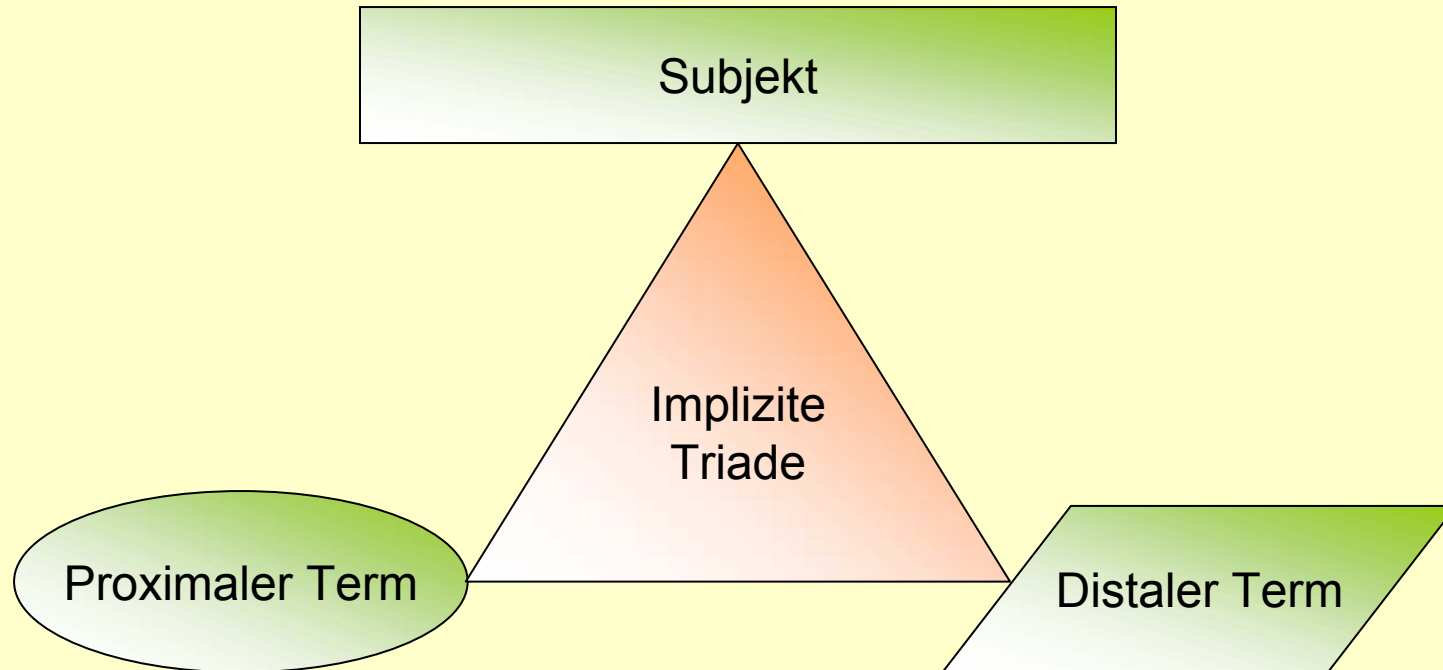 Subjekt
Implizite
Triade
Proximaler Term
Distaler Term